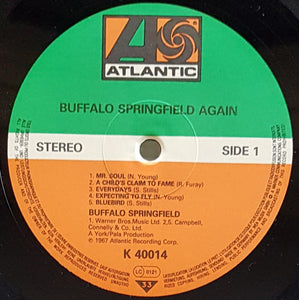 ATLANTIC
BUFFALO SPRINGFIELD AGAIN
STEREO
SIDE 1
1. MR. SOUL (N. Young)
2. A CHILD'S CLAIM TO FAME (R. Furay)
3. EVERYDAYS (S. Stills)
4. EXPECTING TO FLY (N. Young)
5. BLUEBIRD (S. Stills)
BUFFALO SPRINGFIELD
1. Warner Bros. Music Ltd. 2,5. Campbell,
Connelly & Co. Ltd.
A York/Pala Production
℗ 1967 Atlantic Recording Corp.
K 40014
LC 0121
33